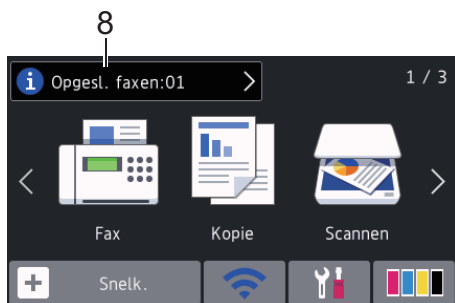 8
Opgesl. faxen:01
1 / 3
Fax Kopie Scannen
Snelk.